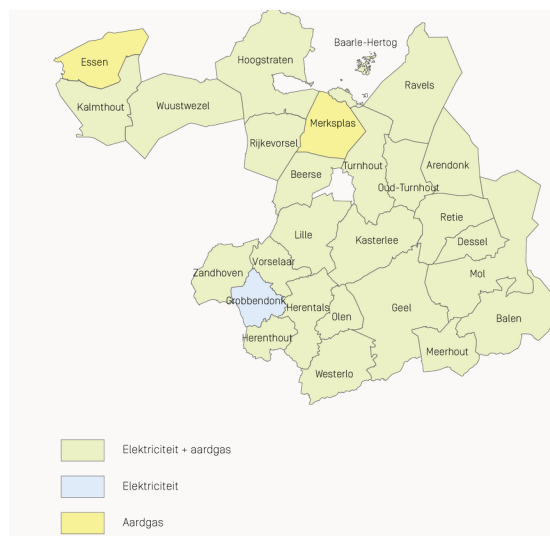 Baarle-Hertog
Essen
Hoogstraten
Ravels
Kalmthout
Wuustwezel
Merksplas
Rijkevorsel
Turnhout
Arendonk
Beerse
Oud-Turnhout
Retie
Lille
Kasterlee
Dessel
Vorselaar
Zandhoven
Mol
Grobbendonk
Herentals
Geel
Olen
Balen
Herenthout
Meerhout
Westerlo
Elektriciteit + aardgas
Elektriciteit
Aardgas